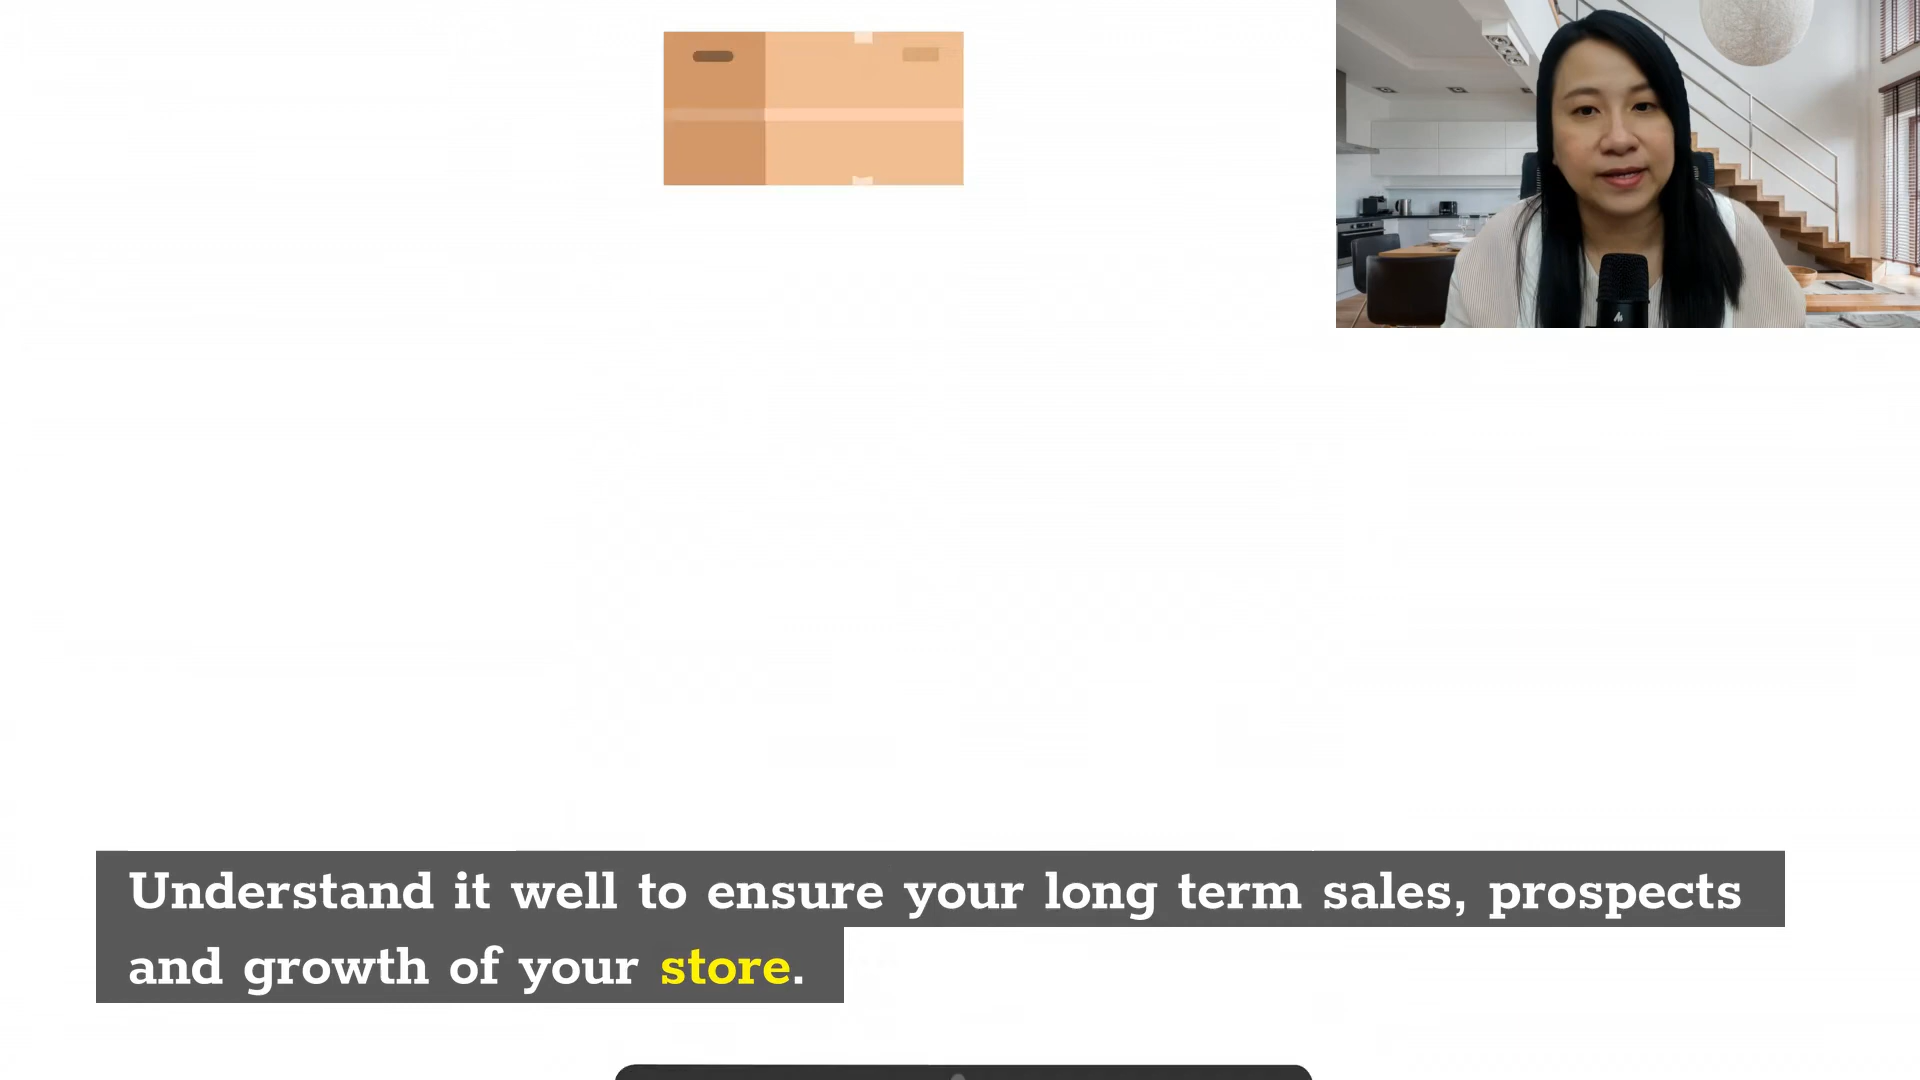 Understand it well to ensure your long term sales, prospects
and growth of your store.